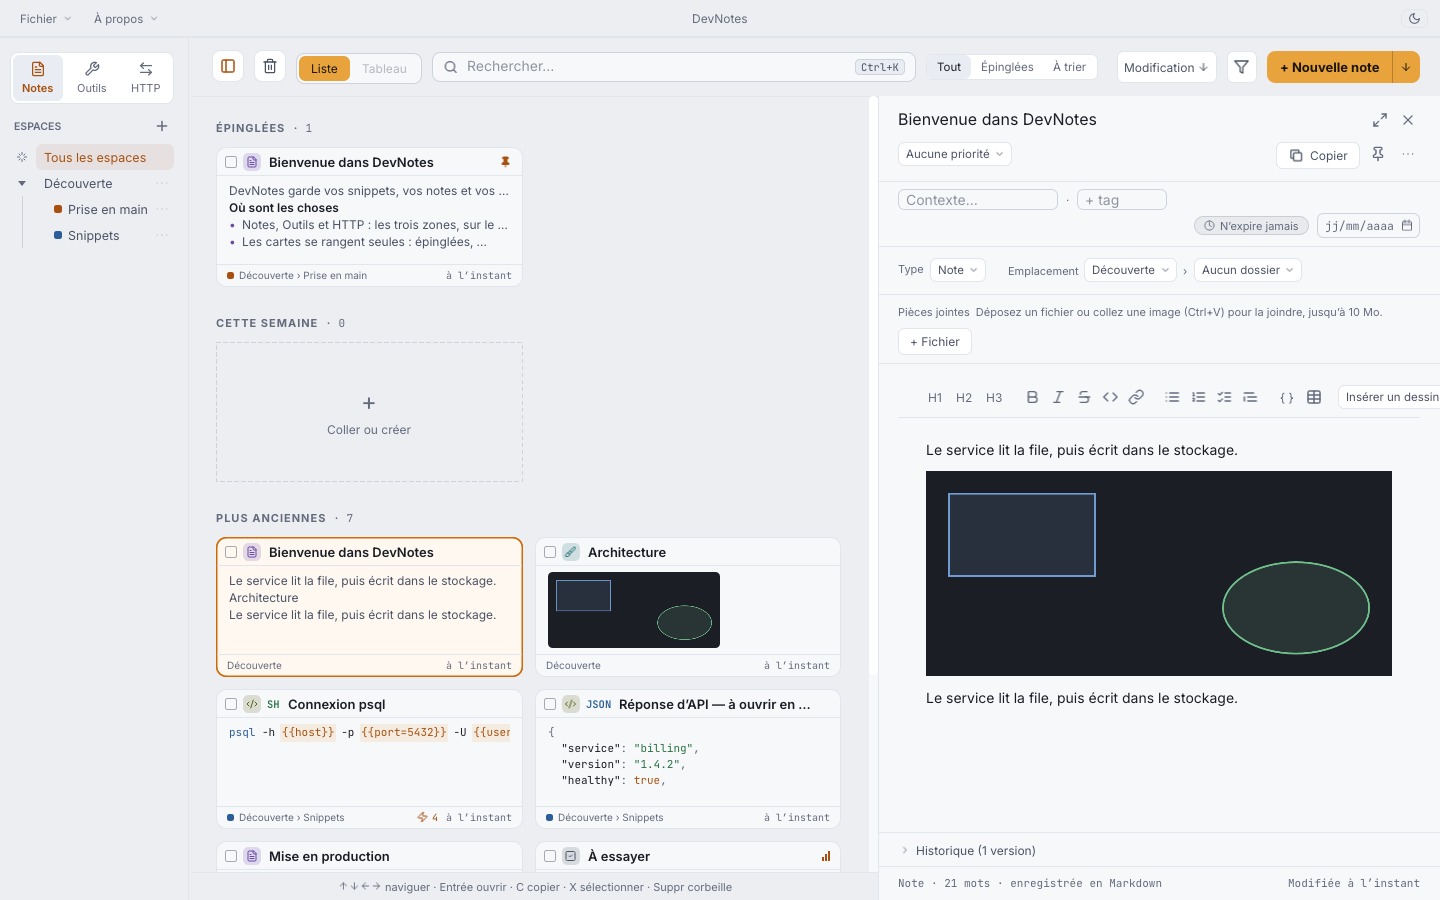 Fichier À propos DevNotes
Notes Outils HTTP
ESPACES
Tous les espaces
Découverte
Prise en main
Snippets
Liste Tableau Rechercher... Ctrl+K Tout Épinglées À trier Modification + Nouvelle note
ÉPINGLÉES · 1
Bienvenue dans DevNotes
DevNotes garde vos snippets, vos notes et vos ...
Où sont les choses
• Notes, Outils et HTTP : les trois zones, sur le ...
• Les cartes se rangent seules : épinglées, ...
Découverte › Prise en main à l’instant
CETTE SEMAINE · 0
+
Coller ou créer
PLUS ANCIENNES · 7
Bienvenue dans DevNotes
Le service lit la file, puis écrit dans le stockage.
Architecture
Le service lit la file, puis écrit dans le stockage.
Découverte à l’instant
Architecture
Découverte à l’instant
SH Connexion psql
psql -h {{host}} -p {{port=5432}} -U {{user
Découverte › Snippets 4 à l’instant
JSON Réponse d’API — à ouvrir en ...
{
"service": "billing",
"version": "1.4.2",
"healthy": true,
Découverte › Snippets à l’instant
Mise en production
À essayer
↑↓←→ naviguer · Entrée ouvrir · C copier · X sélectionner · Suppr corbeille
Bienvenue dans DevNotes
Aucune priorité Copier ...
Contexte... · + tag
N’expire jamais jj/mm/aaaa
Type Note Emplacement Découverte › Aucun dossier
Pièces jointes Déposez un fichier ou collez une image (Ctrl+V) pour la joindre, jusqu’à 10 Mo.
+ Fichier
H1 H2 H3 B I S <> {} Insérer un dessin
Le service lit la file, puis écrit dans le stockage.
Le service lit la file, puis écrit dans le stockage.
Historique (1 version)
Note · 21 mots · enregistrée en Markdown Modifiée à l’instant